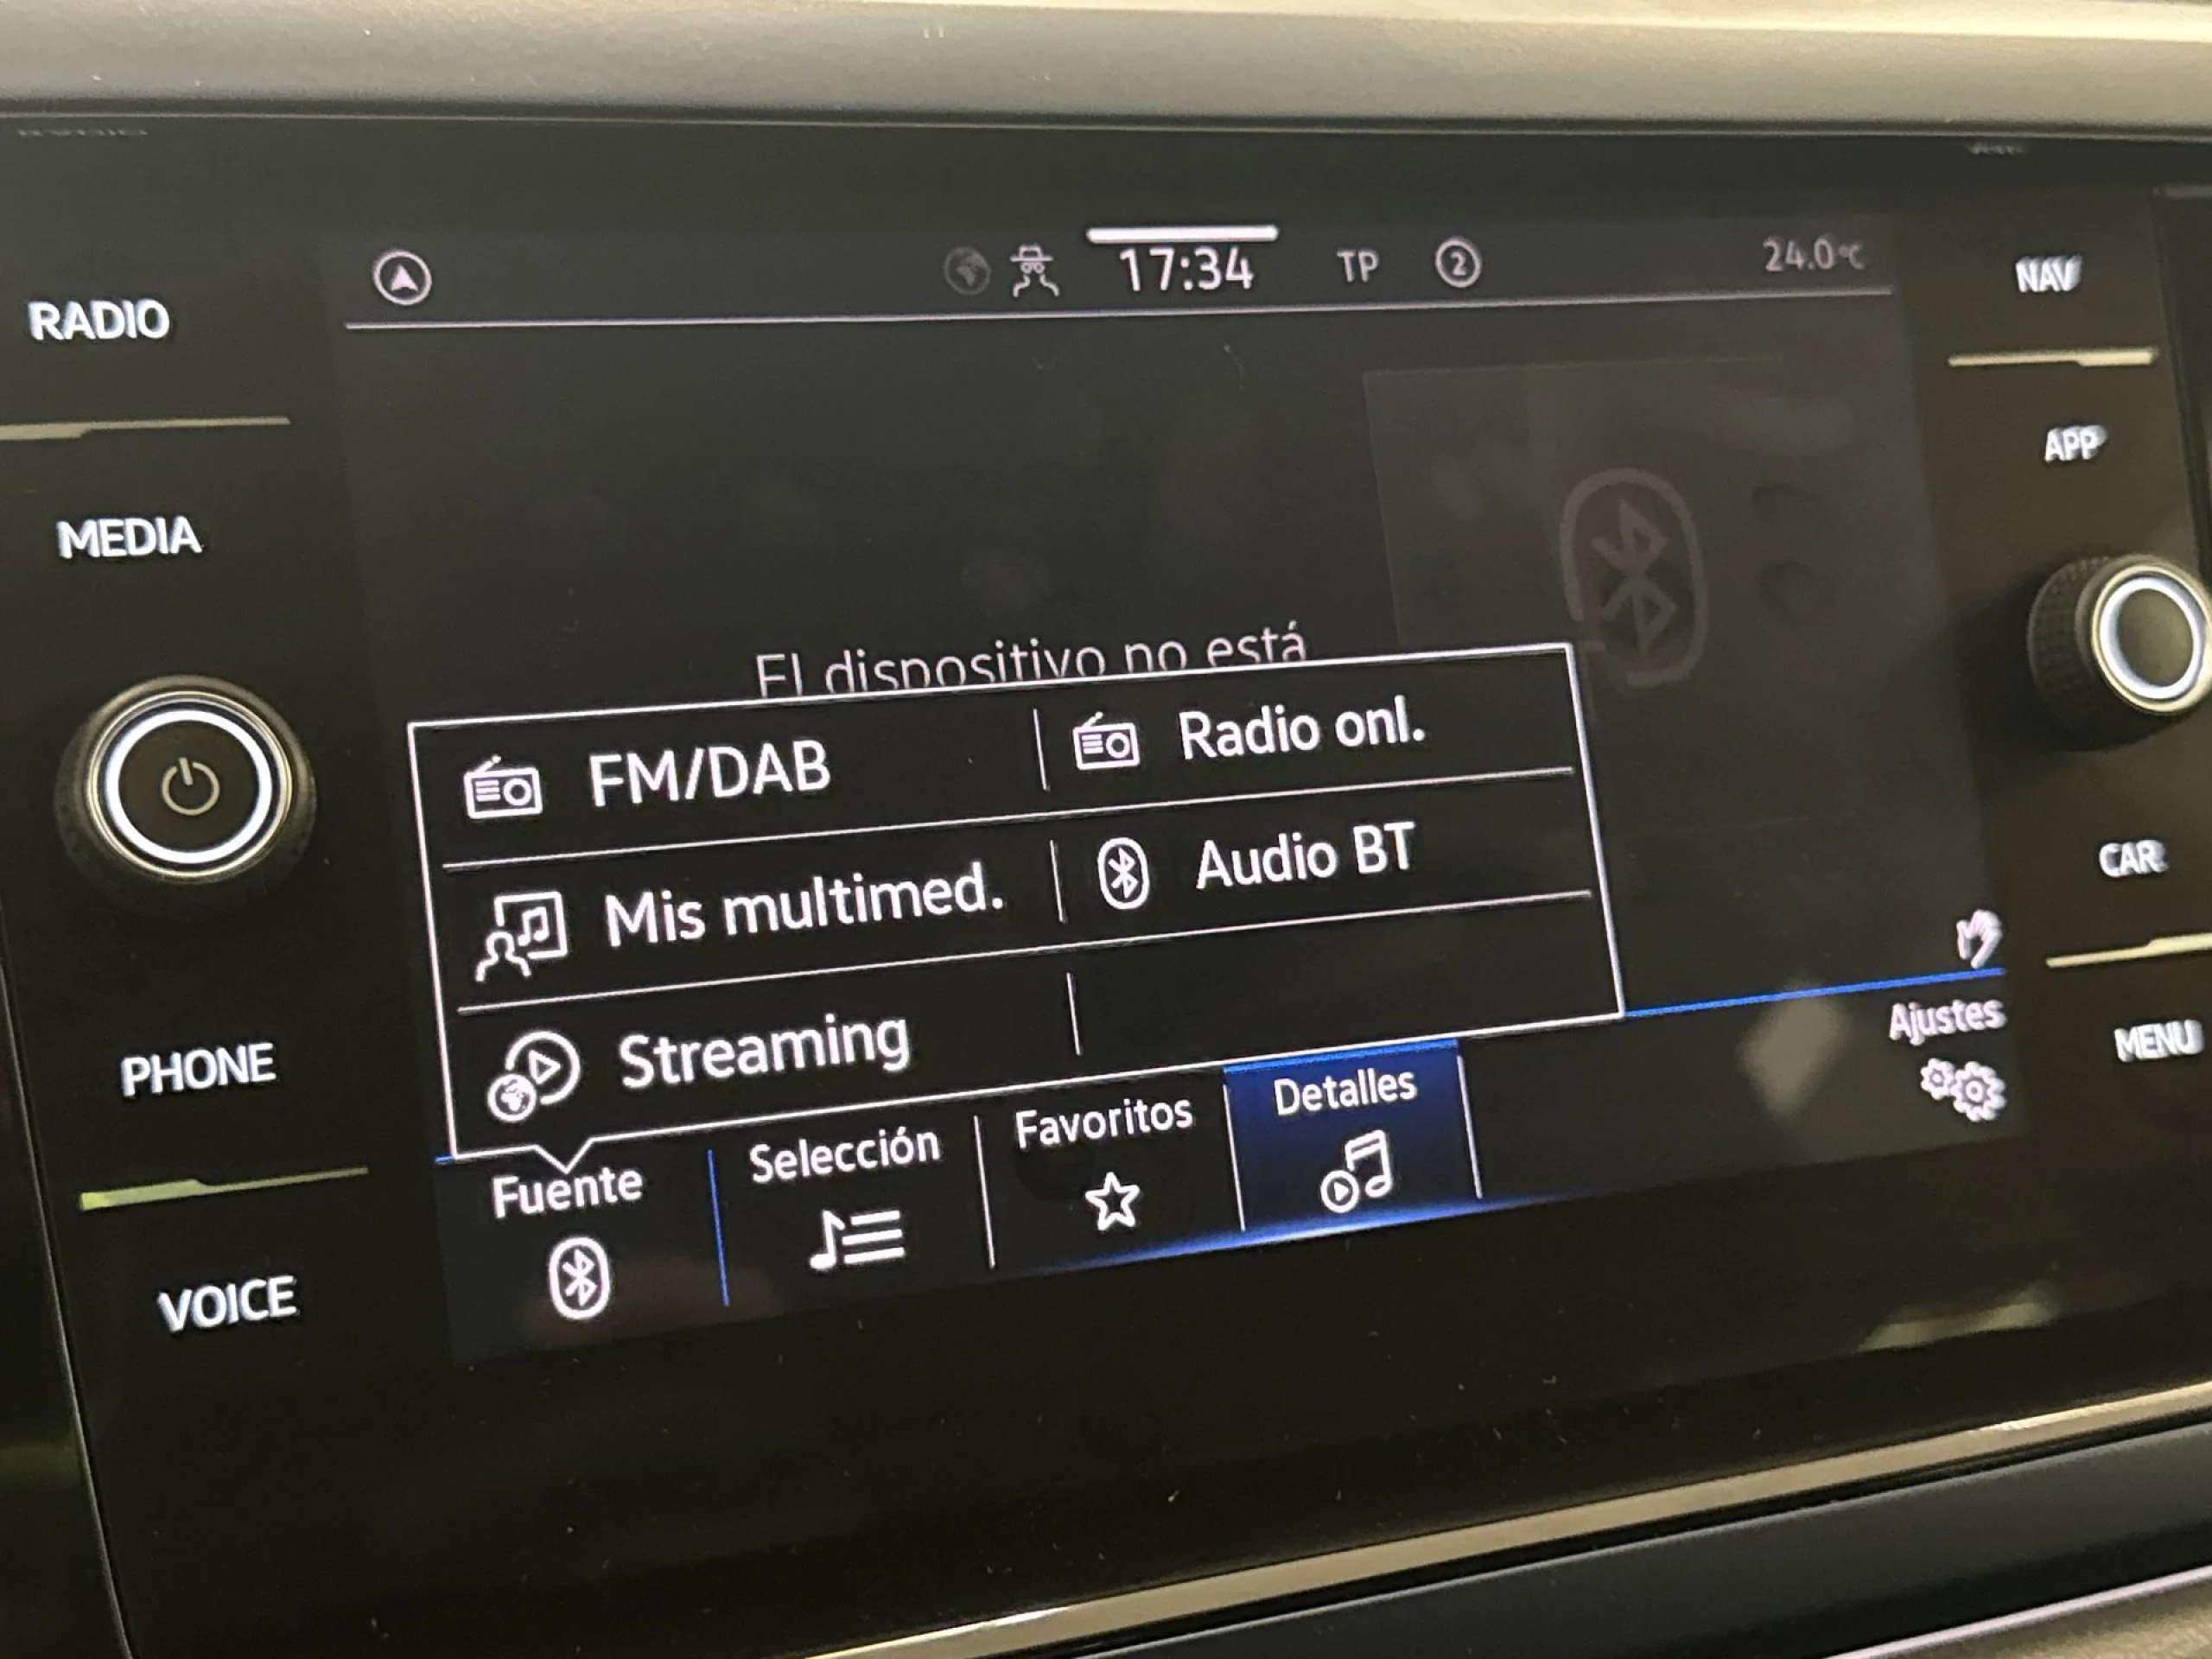 17:34 TP 2 24.0°C
RADIO
MEDIA
PHONE
VOICE
NAV
APP
CAR
MENU
El dispositivo no está
FM/DAB
Radio onl.
Mis multimed.
Audio BT
Streaming
Fuente
Selección
Favoritos
Detalles
Ajustes